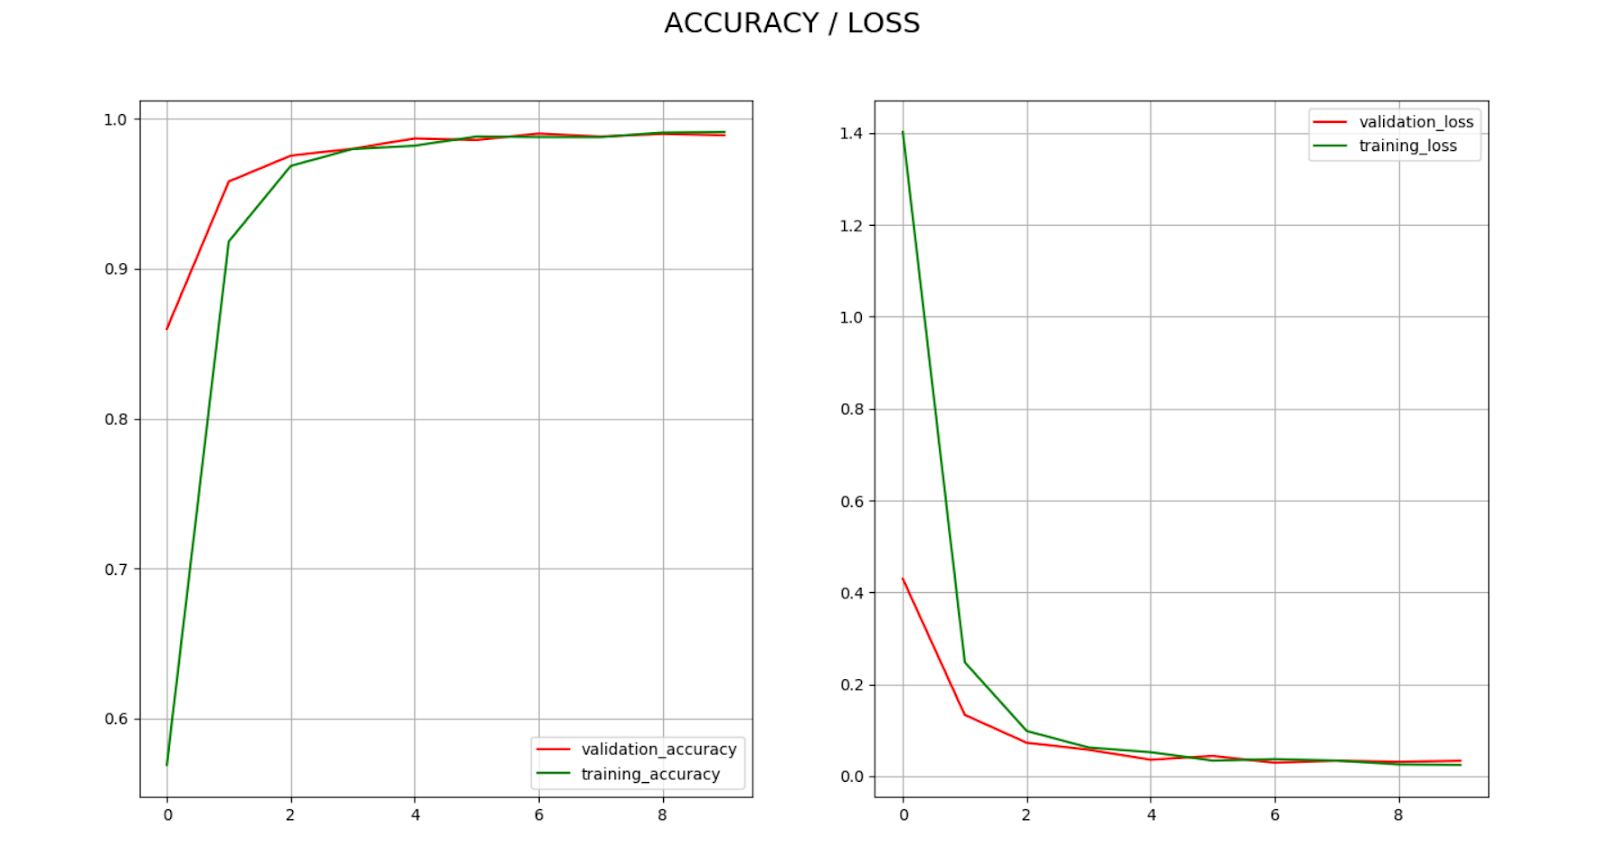 ACCURACY / LOSS
1.0
0.9
0.8
0.7
0.6
validation_accuracy
training_accuracy
0 2 4 6 8
validation_loss
training_loss
1.4
1.2
1.0
0.8
0.6
0.4
0.2
0.0
0 2 4 6 8